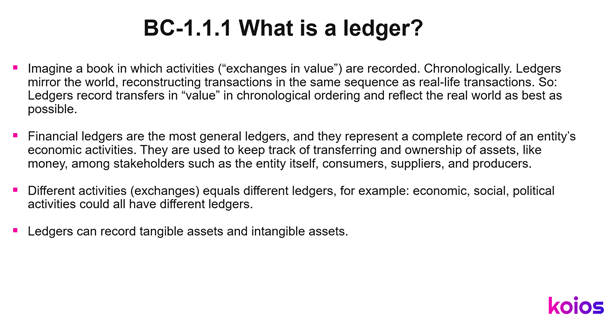 BC-1.1.1 What is a ledger?
Imagine a book in which activities (“exchanges in value”) are recorded. Chronologically. Ledgers
mirror the world, reconstructing transactions in the same sequence as real-life transactions. So:
Ledgers record transfers in “value” in chronological ordering and reflect the real world as best as
possible.
Financial ledgers are the most general ledgers, and they represent a complete record of an entity’s
economic activities. They are used to keep track of transferring and ownership of assets, like
money, among stakeholders such as the entity itself, consumers, suppliers, and producers.
Different activities (exchanges) equals different ledgers, for example: economic, social, political
activities could all have different ledgers.
Ledgers can record tangible assets and intangible assets.
koios